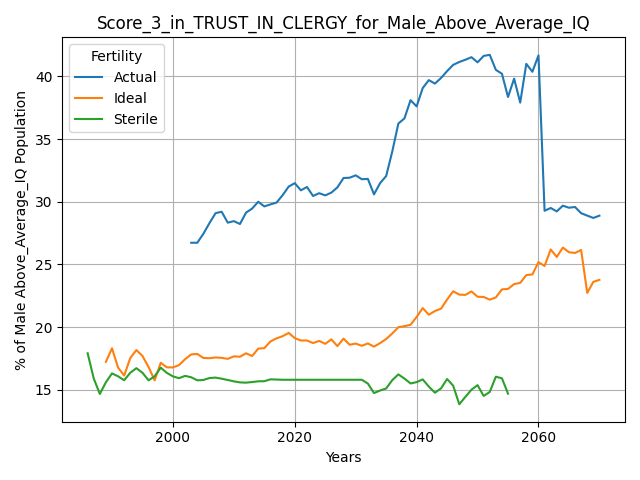 Score_3_in_TRUST_IN_CLERGY_for_Male_Above_Average_IQ
Fertility
Actual
Ideal
Sterile
% of Male Above_Average_IQ Population
40
35
30
25
20
15
2000
2020
2040
2060
Years